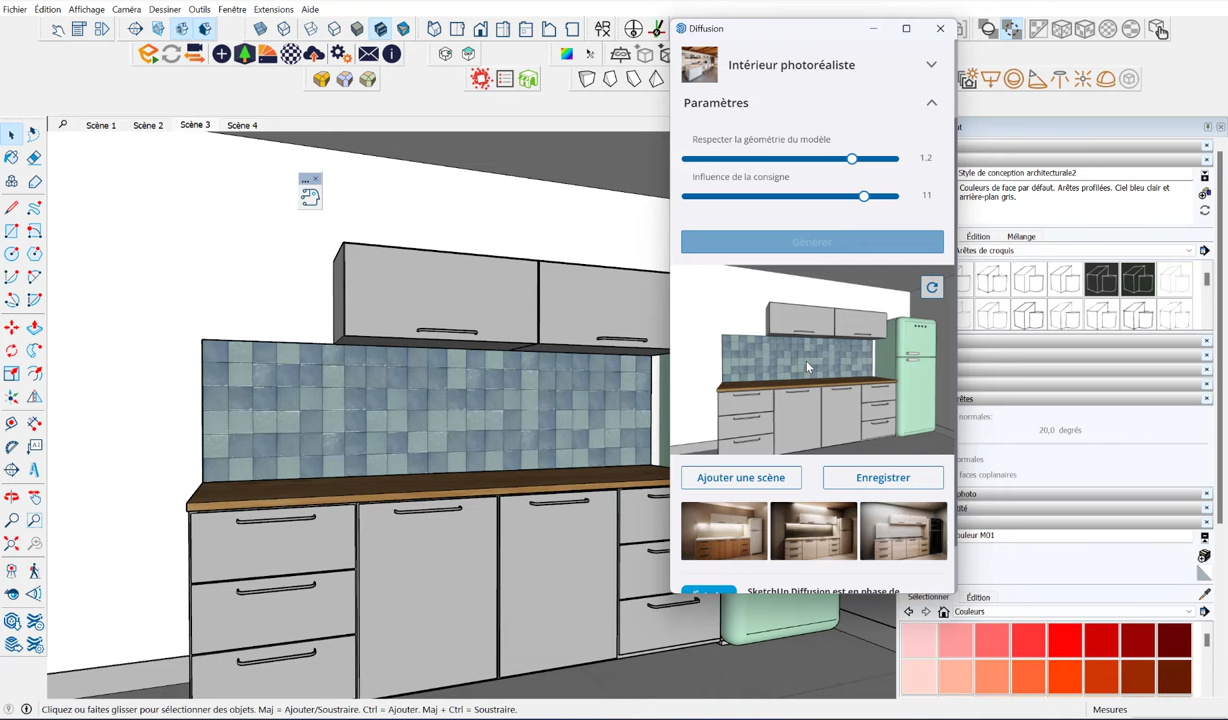 Fichier Édition Affichage Caméra Dessiner Outils Fenêtre Extensions Aide
Diffusion
Intérieur photoréaliste
Paramètres
Respecter la géométrie du modèle
1.2
Influence de la consigne
11
Générer
Ajouter une scène
Enregistrer
SketchUp Diffusion est en phase de
Scène 1 Scène 2 Scène 3 Scène 4
AR
Style de conception architecturale2
Couleurs de face par défaut. Arêtes profilées. Ciel bleu clair et
arrière-plan gris.
Édition Mélange
Arêtes de croquis
normales:
20,0 degrés
faces coplanaires
Sélectionner Édition
Couleurs
Cliquez ou faites glisser pour sélectionner des objets. Maj = Ajouter/Soustraire. Ctrl = Ajouter. Maj + Ctrl = Soustraire.
Mesures